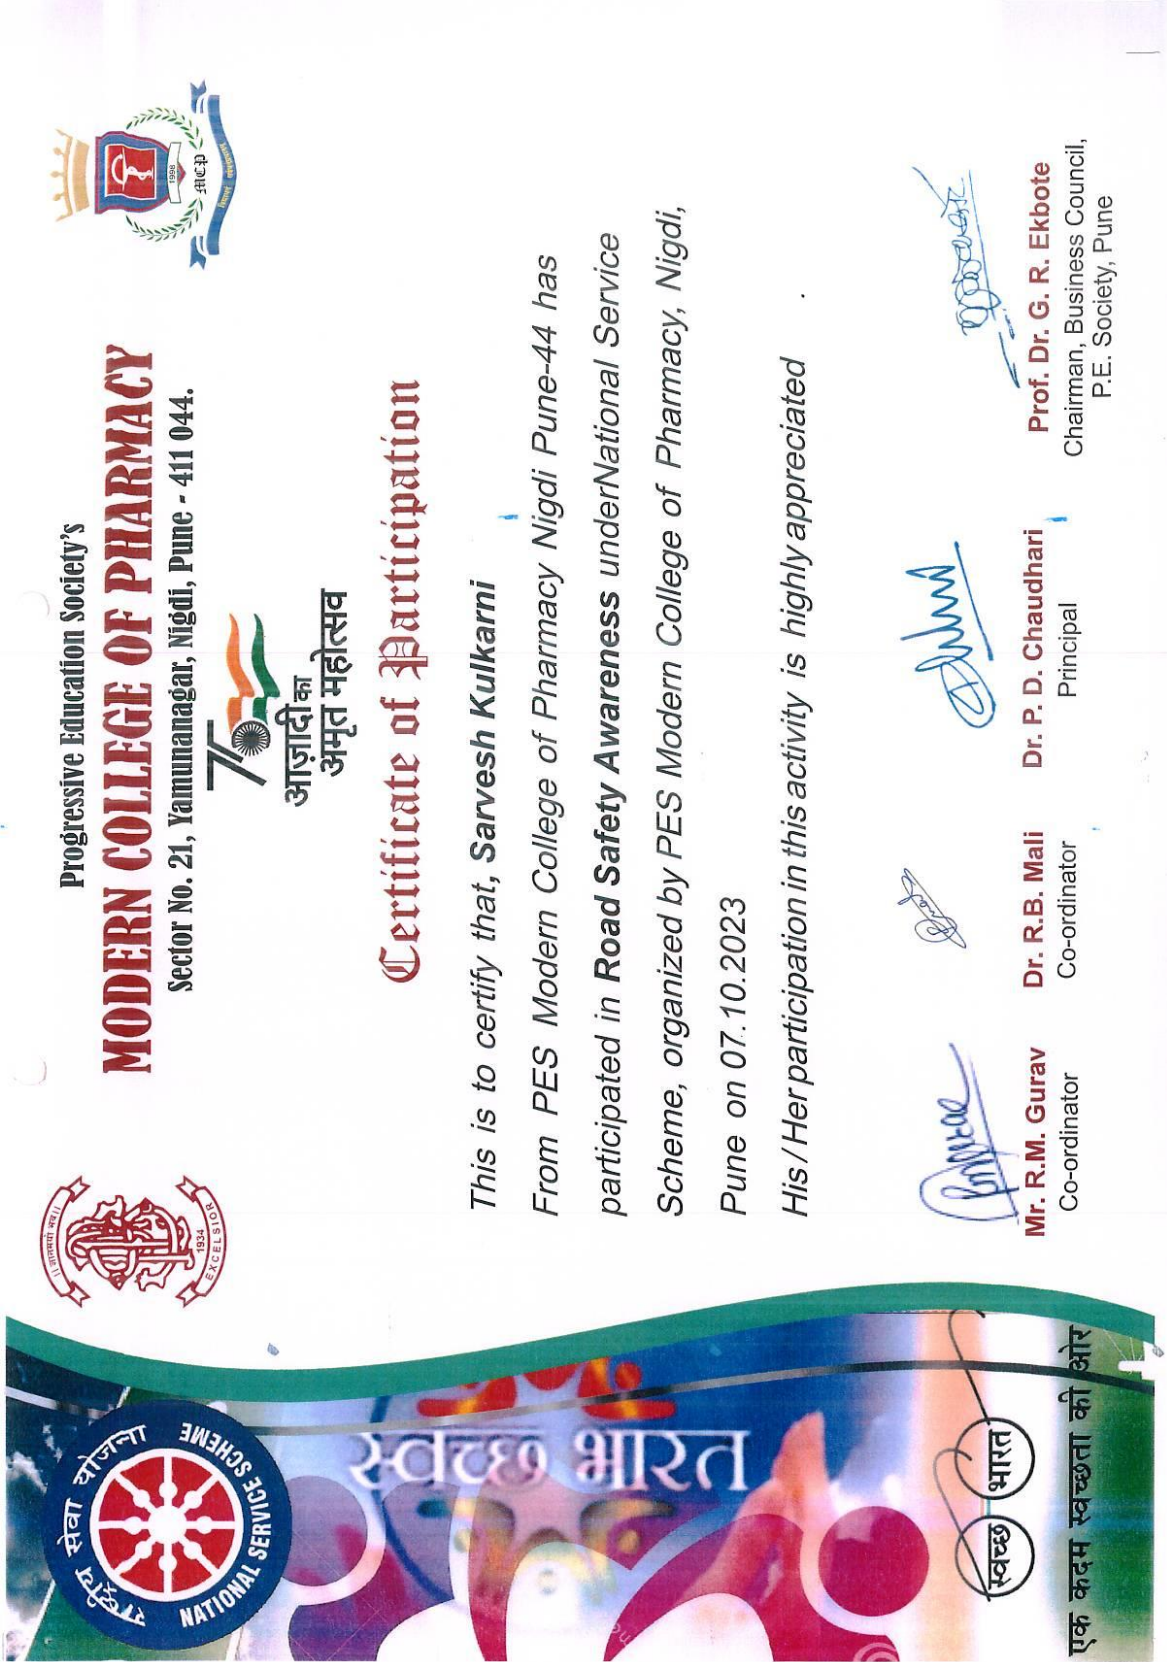 Progressive Education Society's
MODERN COLLEGE OF PHARMACY
Sector No. 21, Yamunanagar, Nigdi, Pune - 411 044.
।। ज्ञानमयो भव।।
1934
EXCELSIOR
1998
MCP
आज़ादी का
अमृत महोत्सव
Certificate of Participation
This is to certify that, Sarvesh Kulkarni
From PES Modern College of Pharmacy Nigdi Pune-44 has
participated in Road Safety Awareness underNational Service
Scheme, organized by PES Modern College of Pharmacy, Nigdi,
Pune on 07.10.2023
His/Herparticipation in this activity is highly appreciated .
Mr. R.M. Gurav
Co-ordinator
Dr. R.B. Mali
Co-ordinator
Dr. P. D. Chaudhari
Principal
Prof. Dr. G. R. Ekbote
Chairman, Business Council,
P.E. Society, Pune
राष्ट्रीय सेवा योजना
NATIONAL SERVICE SCHEME
स्वच्छ भारत
स्वच्छ भारत
एक कदम स्वच्छता की ओर